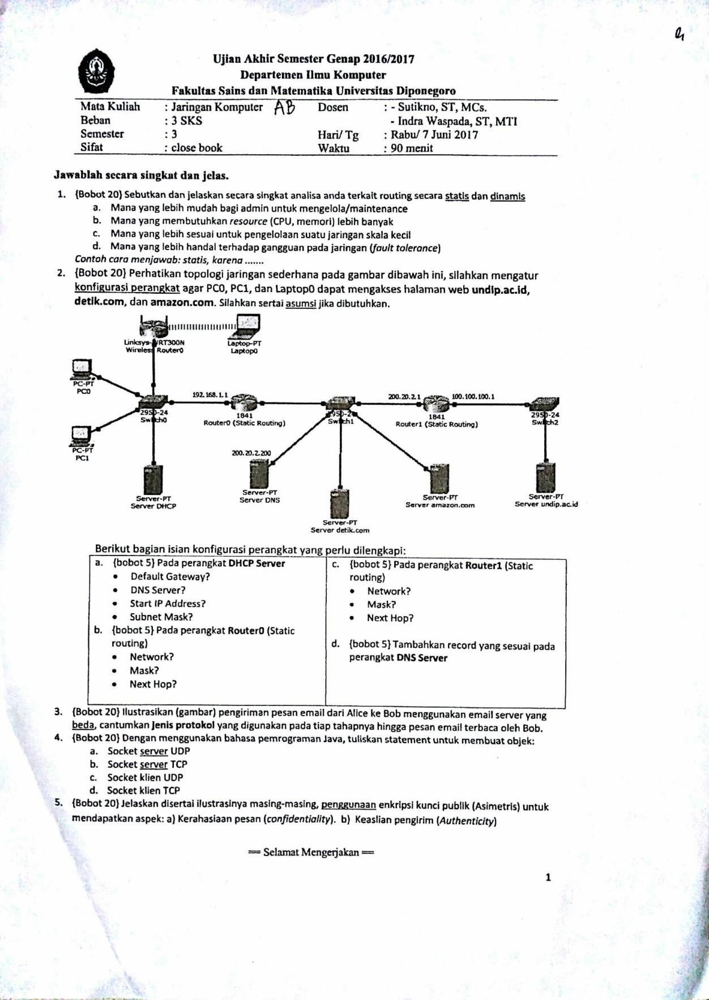 Ujian Akhir Semester Genap 2016/2017
Departemen Ilmu Komputer
Fakultas Sains dan Matematika Universitas Diponegoro
Mata Kuliah : Jaringan Komputer AB Dosen : - Sutikno, ST, MCs.
Beban : 3 SKS - Indra Waspada, ST, MTI
Semester : 3 Hari/ Tg : Rabu/ 7 Juni 2017
Sifat : close book Waktu : 90 menit
Jawablah secara singkat dan jelas.
1. {Bobot 20} Sebutkan dan jelaskan secara singkat analisa anda terkait routing secara statis dan dinamis
a. Mana yang lebih mudah bagi admin untuk mengelola/maintenance
b. Mana yang membutuhkan resource (CPU, memori) lebih banyak
c. Mana yang lebih sesuai untuk pengelolaan suatu jaringan skala kecil
d. Mana yang lebih handal terhadap gangguan pada jaringan (fault tolerance)
Contoh cara menjawab: statis, karena .......
2. {Bobot 20} Perhatikan topologi jaringan sederhana pada gambar dibawah ini, silahkan mengatur
konfigurasi perangkat agar PC0, PC1, dan Laptop0 dapat mengakses halaman web undip.ac.id,
detik.com, dan amazon.com. Silahkan sertai asumsi jika dibutuhkan.
Linksys-WRT300N
Wireless Router0
Laptop-PT
Laptop0
PC-PT
PC0
2950-24
Switch0
192.168.1.1
1841
Router0 (Static Routing)
2950-24
Switch1
200.20.2.1
100.100.100.1
1841
Router1 (Static Routing)
2950-24
Switch2
PC-PT
PC1
200.20.2.200
Server-PT
Server DHCP
Server-PT
Server DNS
Server-PT
Server detik.com
Server-PT
Server amazon.com
Server-PT
Server undip.ac.id
Berikut bagian isian konfigurasi perangkat yang perlu dilengkapi:
a. {bobot 5} Pada perangkat DHCP Server
• Default Gateway?
• DNS Server?
• Start IP Address?
• Subnet Mask?
b. {bobot 5} Pada perangkat Router0 (Static
routing)
• Network?
• Mask?
• Next Hop?
c. {bobot 5} Pada perangkat Router1 (Static
routing)
• Network?
• Mask?
• Next Hop?
d. {bobot 5} Tambahkan record yang sesuai pada
perangkat DNS Server
3. {Bobot 20} Ilustrasikan (gambar) pengiriman pesan email dari Alice ke Bob menggunakan email server yang
beda, cantumkan jenis protokol yang digunakan pada tiap tahapnya hingga pesan email terbaca oleh Bob.
4. {Bobot 20} Dengan menggunakan bahasa pemrograman Java, tuliskan statement untuk membuat objek:
a. Socket server UDP
b. Socket server TCP
c. Socket klien UDP
d. Socket klien TCP
5. {Bobot 20} Jelaskan disertai ilustrasinya masing-masing, penggunaan enkripsi kunci publik (Asimetris) untuk
mendapatkan aspek: a) Kerahasiaan pesan (confidentiality). b) Keaslian pengirim (Authenticity)
== Selamat Mengerjakan ==
1